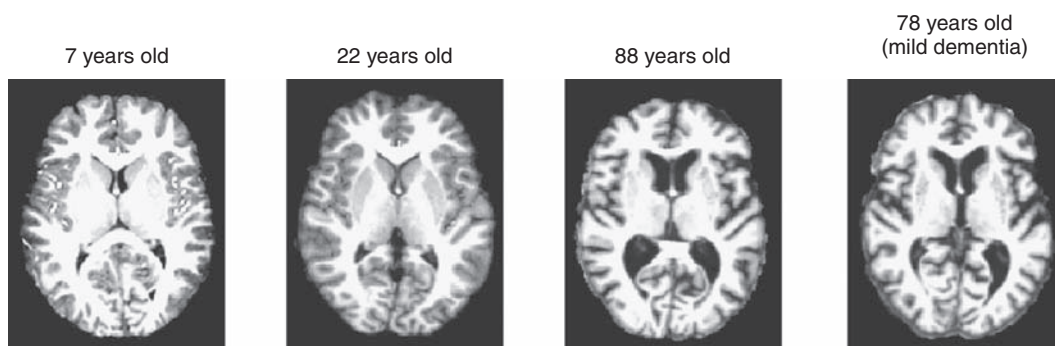 7 years old
22 years old
88 years old
78 years old
(mild dementia)